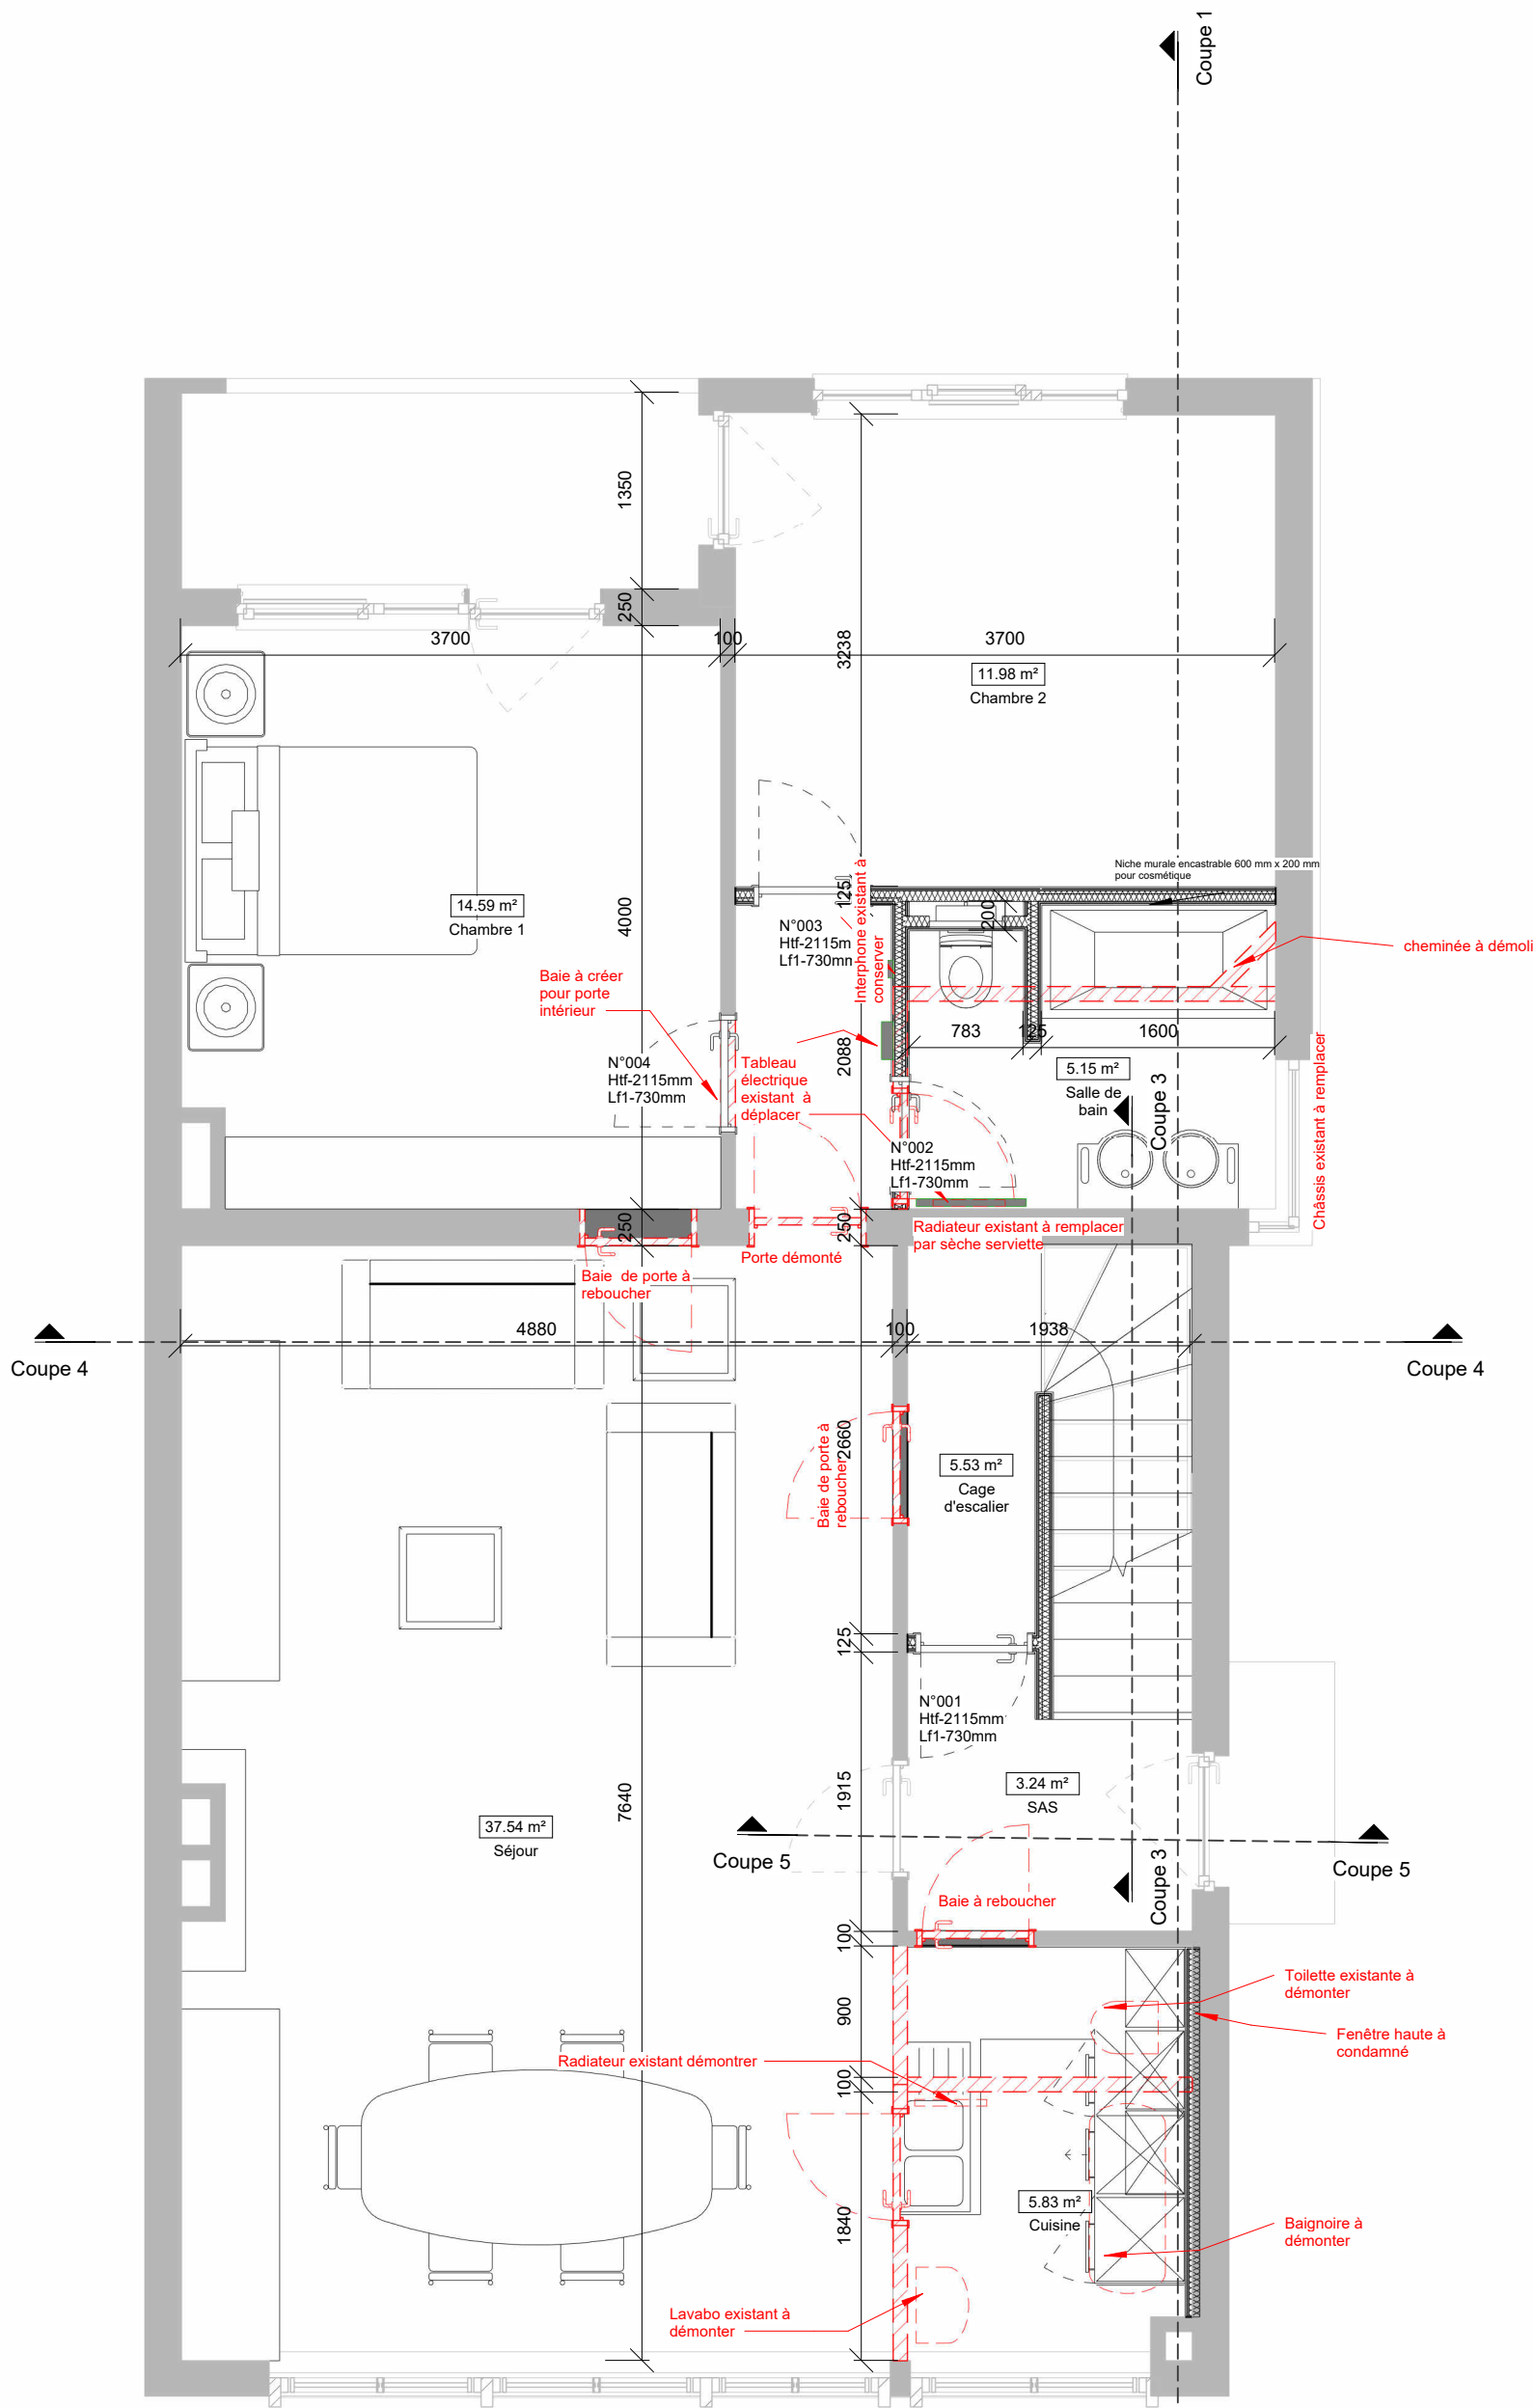 Coupe 1
1350
250
3700
100
3238
3700
11.98 m²
Chambre 2
Niche murale encastrable 600 mm x 200 mm
pour cosmétique
14.59 m²
Chambre 1
4000
125
200
N°003
Htf-2115m
Lf1-730mm
Interphone existant à
conserver
cheminée à démoli
Baie à créer
pour porte
intérieur
783
125
1600
2088
N°004
Htf-2115mm
Lf1-730mm
Tableau
électrique
existant à
déplacer
5.15 m²
Salle de
bain
Coupe 3
Châssis existant à remplacer
N°002
Htf-2115mm
Lf1-730mm
250
250
Radiateur existant à remplacer
par sèche serviette
Porte démonté
Baie de porte à
reboucher
4880
100
1938
Coupe 4
Coupe 4
2660
Baie de porte à
reboucher
5.53 m²
Cage
d'escalier
125
N°001
Htf-2115mm
Lf1-730mm
3.24 m²
SAS
1915
7640
37.54 m²
Séjour
Coupe 5
Coupe 5
Coupe 3
Baie à reboucher
100
900
Toilette existante à
démonter
Fenêtre haute à
condamné
Radiateur existant démontrer
100
5.83 m²
Cuisine
1840
Baignoire à
démonter
Lavabo existant à
démonter